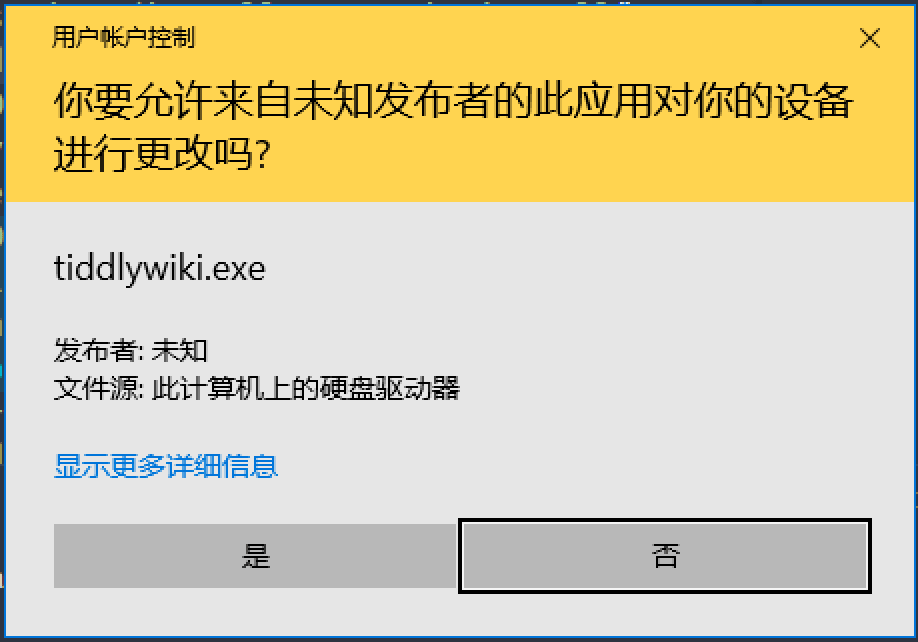 用户帐户控制
你要允许来自未知发布者的此应用对你的设备
进行更改吗?
tiddlywiki.exe
发布者: 未知
文件源: 此计算机上的硬盘驱动器
显示更多详细信息
是
否